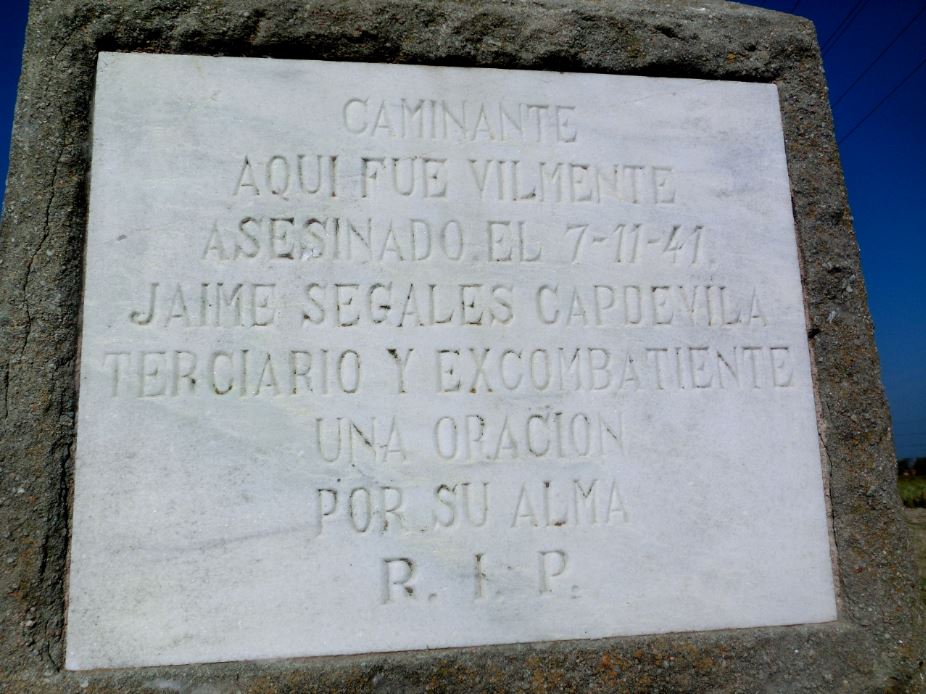 CAMINANTE
AQUI FUE VILMENTE
ASESINADO EL 7-11-41
JAIME SEGALES CAPDEVILA
TERCIARIO Y EXCOMBATIENTE
UNA ORACION
POR SU ALMA
R. I. P.